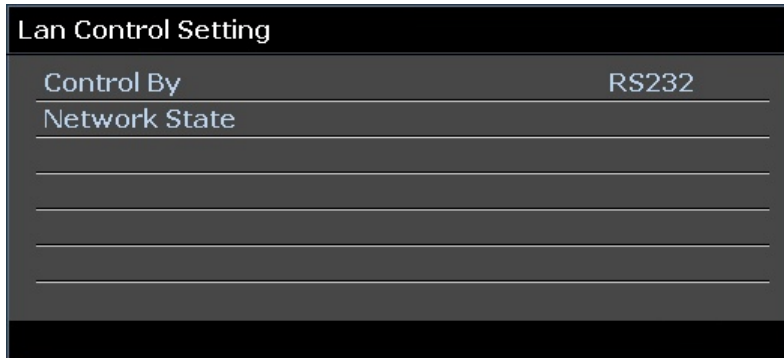 Lan Control Setting
Control By RS232
Network State